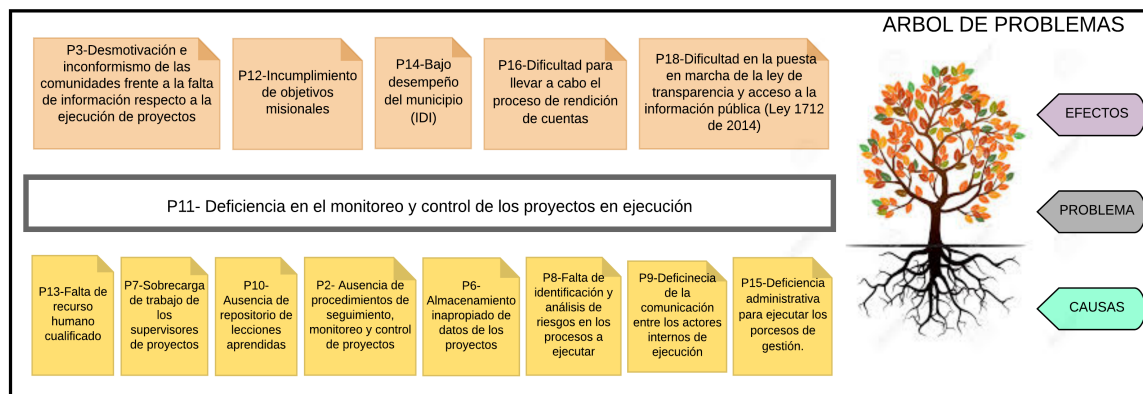 ARBOL DE PROBLEMAS
P3-Desmotivación e
inconformismo de las
comunidades frente a la falta
de información respecto a la
ejecución de proyectos
P12-Incumplimiento
de objetivos
misionales
P14-Bajo
desempeño
del municipio
(IDI)
P16-Dificultad para
llevar a cabo el
proceso de rendición
de cuentas
P18-Dificultad en la puesta
en marcha de la ley de
transparencia y acceso a la
información pública (Ley 1712
de 2014)
EFECTOS
P11- Deficiencia en el monitoreo y control de los proyectos en ejecución
PROBLEMA
P13-Falta de
recurso
humano
cualificado
P7-Sobrecarga
de trabajo de
los
supervisores
de proyectos
P10-
Ausencia de
repositorio de
lecciones
aprendidas
P2- Ausencia de
procedimientos de
seguimiento,
monitoreo y control
de proyectos
P6-
Almacenamiento
inapropiado de
datos de los
proyectos
P8-Falta de
identificación y
análisis de
riesgos en los
procesos a
ejecutar
P9-Deficinecia
de la
comunicación
entre los actores
internos de
ejecución
P15-Deficiencia
administrativa
para ejecutar los
porcesos de
gestión.
CAUSAS